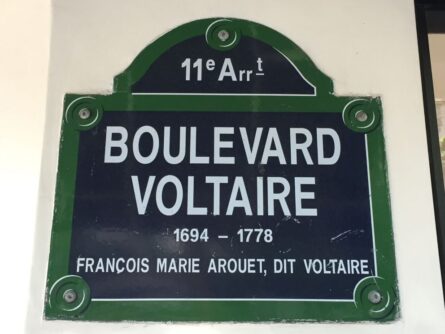 11e Arrt
BOULEVARD
VOLTAIRE
1694 – 1778
FRANÇOIS MARIE AROUET, DIT VOLTAIRE